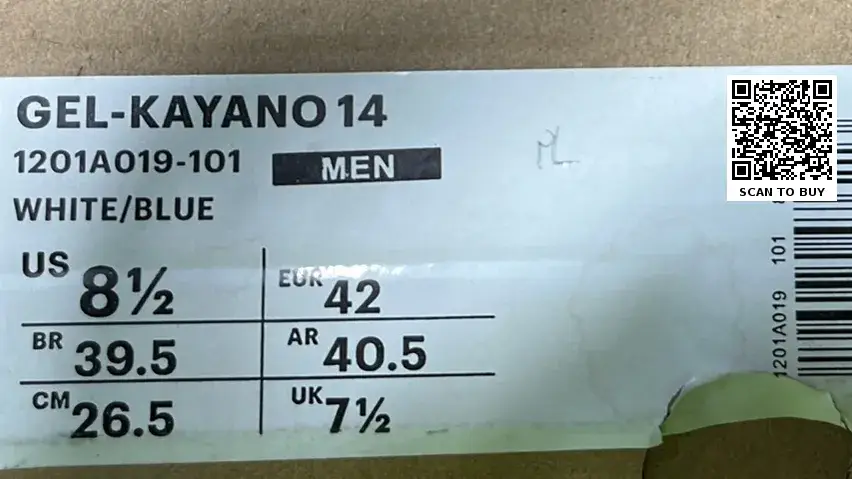 GEL-KAYANO 14
1201A019-101 MEN
WHITE/BLUE
US 8½ EUR 42
BR 39.5 AR 40.5
CM 26.5 UK 7½
SCAN TO BUY
1201A019 101